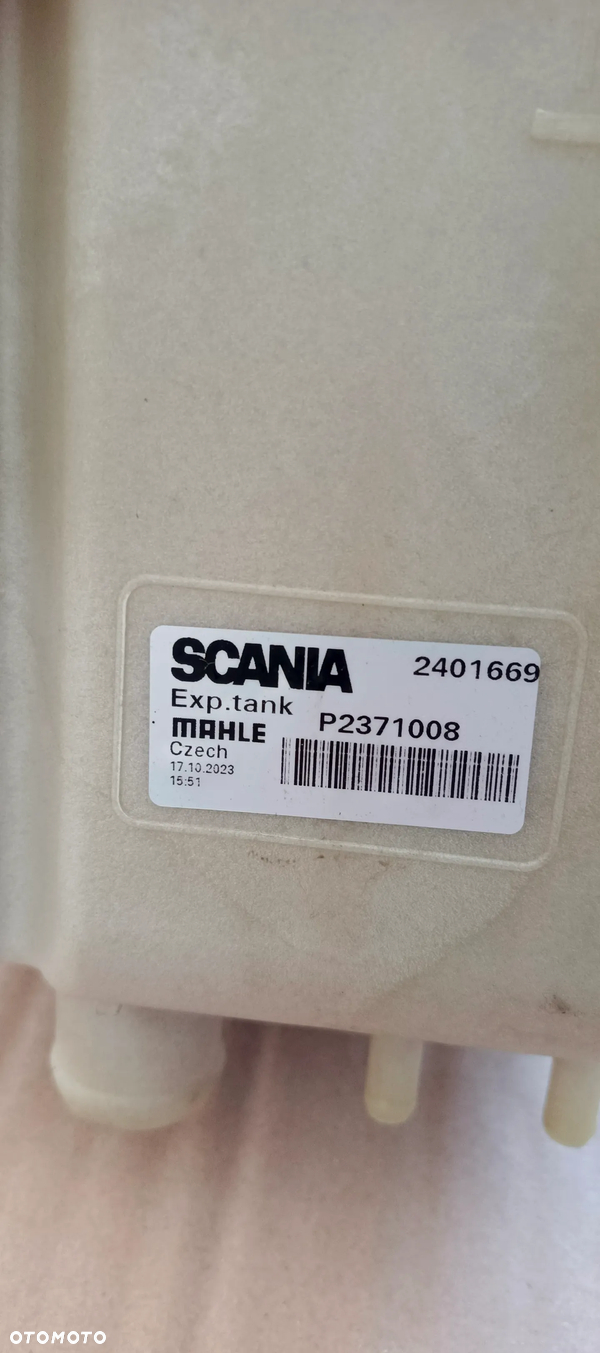 SCANIA 2401669
Exp.tank
MAHLE P2371008
Czech
17.10.2023
15:51
OTOMOTO